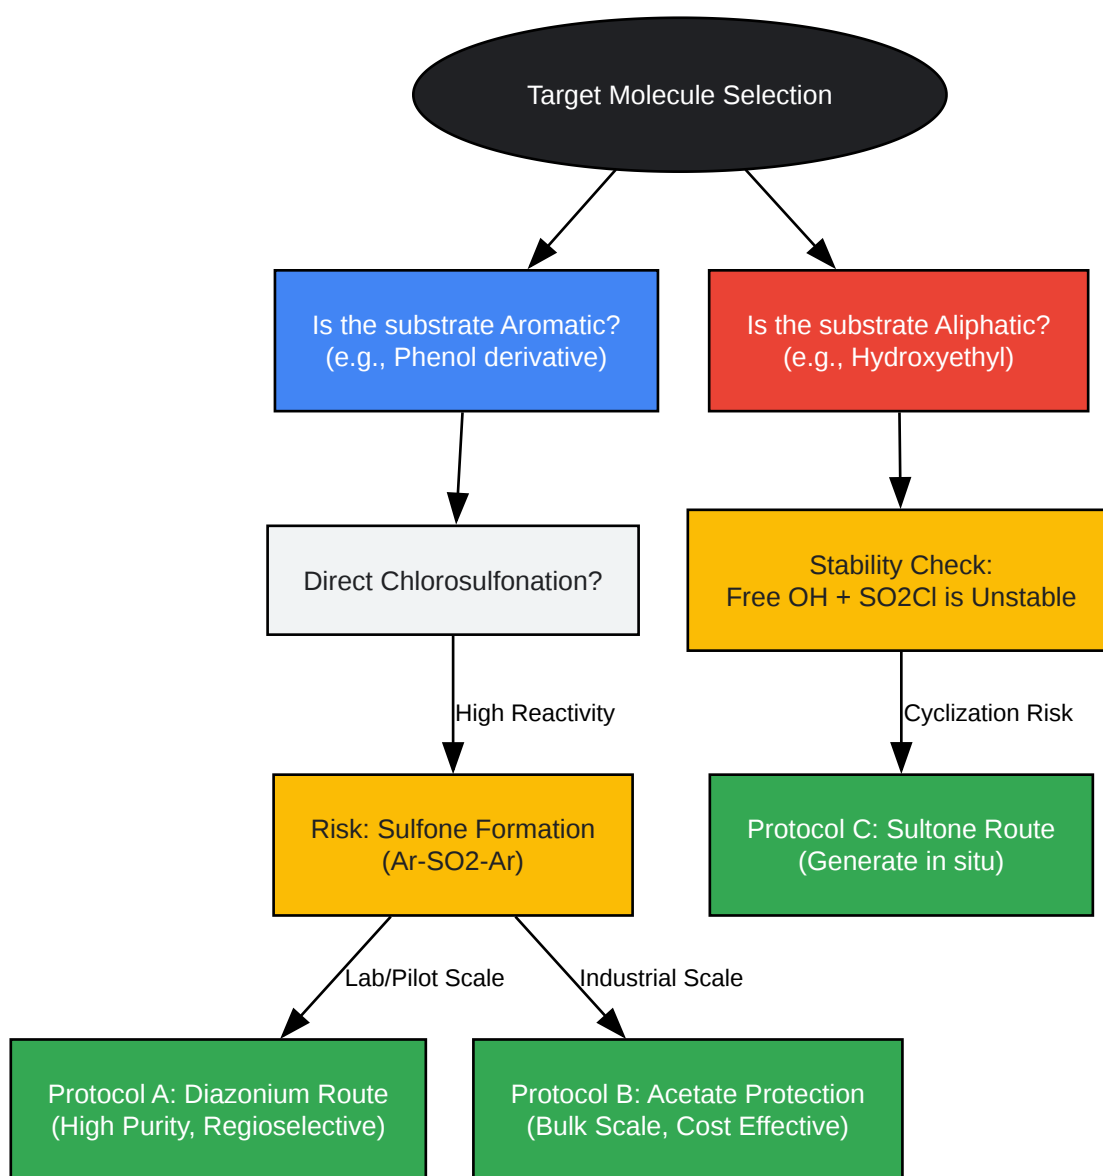 Target Molecule Selection
Is the substrate Aromatic?
(e.g., Phenol derivative)
Is the substrate Aliphatic?
(e.g., Hydroxyethyl)
Direct Chlorosulfonation?
Stability Check:
Free OH + SO2Cl is Unstable
High Reactivity
Cyclization Risk
Risk: Sulfone Formation
(Ar-SO2-Ar)
Protocol C: Sultone Route
(Generate in situ)
Lab/Pilot Scale
Industrial Scale
Protocol A: Diazonium Route
(High Purity, Regioselective)
Protocol B: Acetate Protection
(Bulk Scale, Cost Effective)